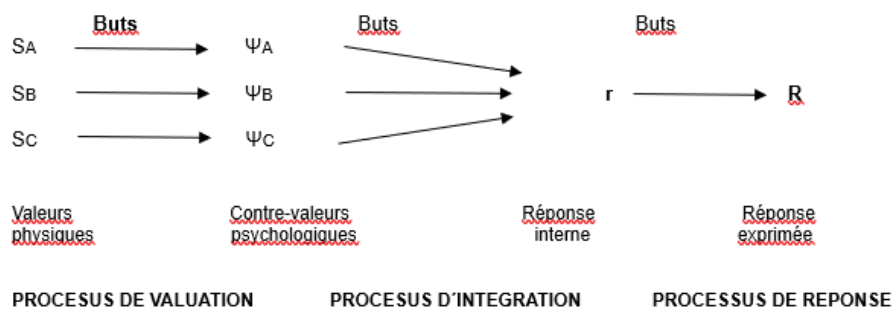 Buts Buts Buts
SA ΨA
SB ΨB r R
SC ΨC
Valeurs Contre-valeurs Réponse Réponse
physiques psychologiques interne exprimée
PROCESUS DE VALUATION PROCESUS D´INTEGRATION PROCESSUS DE REPONSE